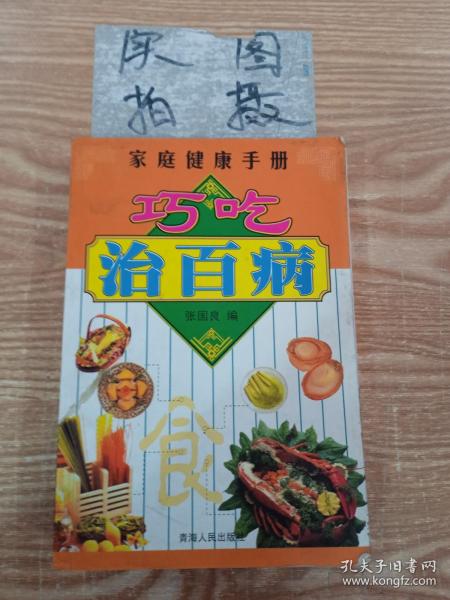 实图
拍摄
家庭健康手册
巧吃
治百病
张国良 编
食
青海人民出版社
孔夫子旧书网
www.kongfz.com